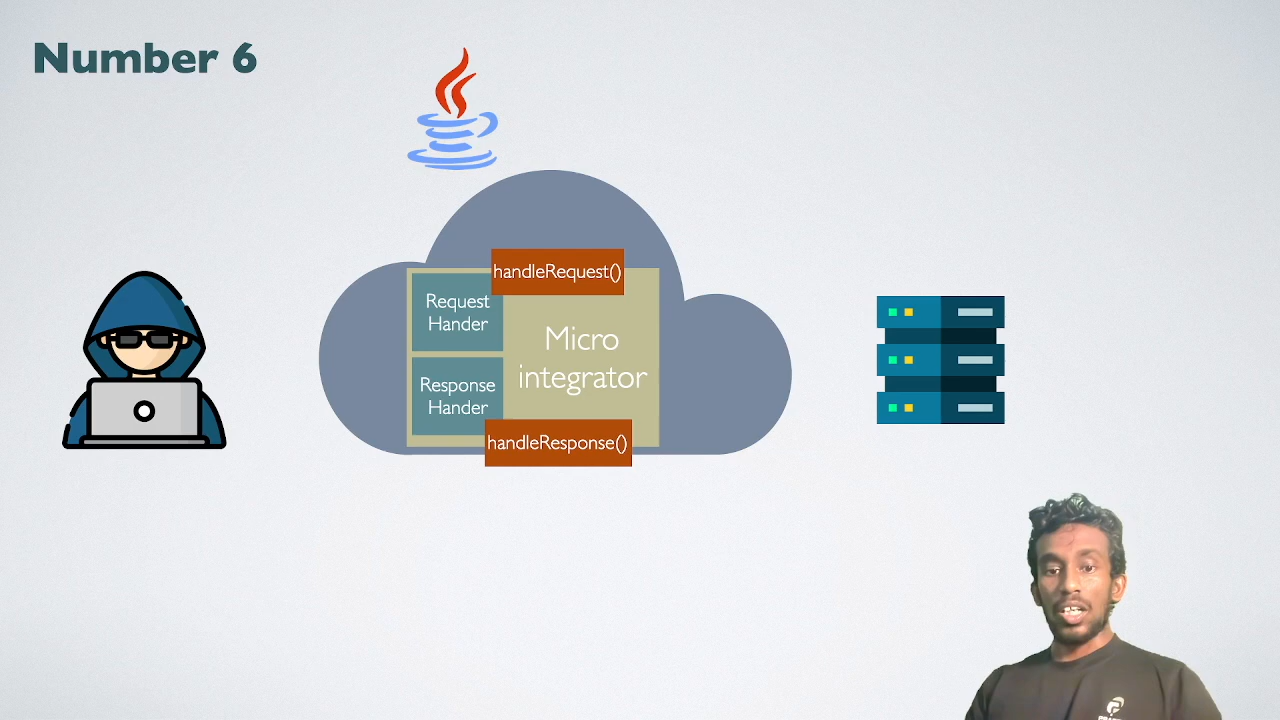 Number 6
handleRequest()
Request
Hander
Micro
integrator
Response
Hander
handleResponse()